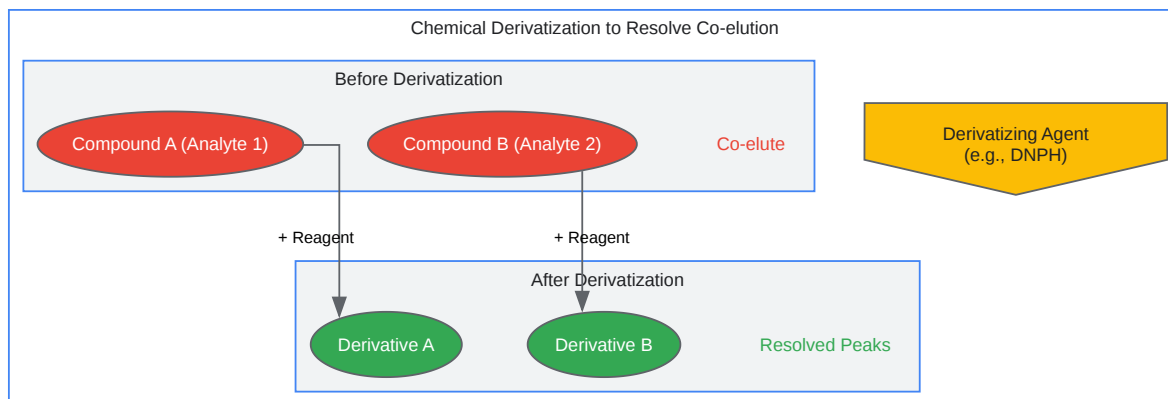 Chemical Derivatization to Resolve Co-elution
Before Derivatization
Compound A (Analyte 1)
Compound B (Analyte 2)
Co-elute
Derivatizing Agent
(e.g., DNPH)
+ Reagent
+ Reagent
After Derivatization
Derivative A
Derivative B
Resolved Peaks